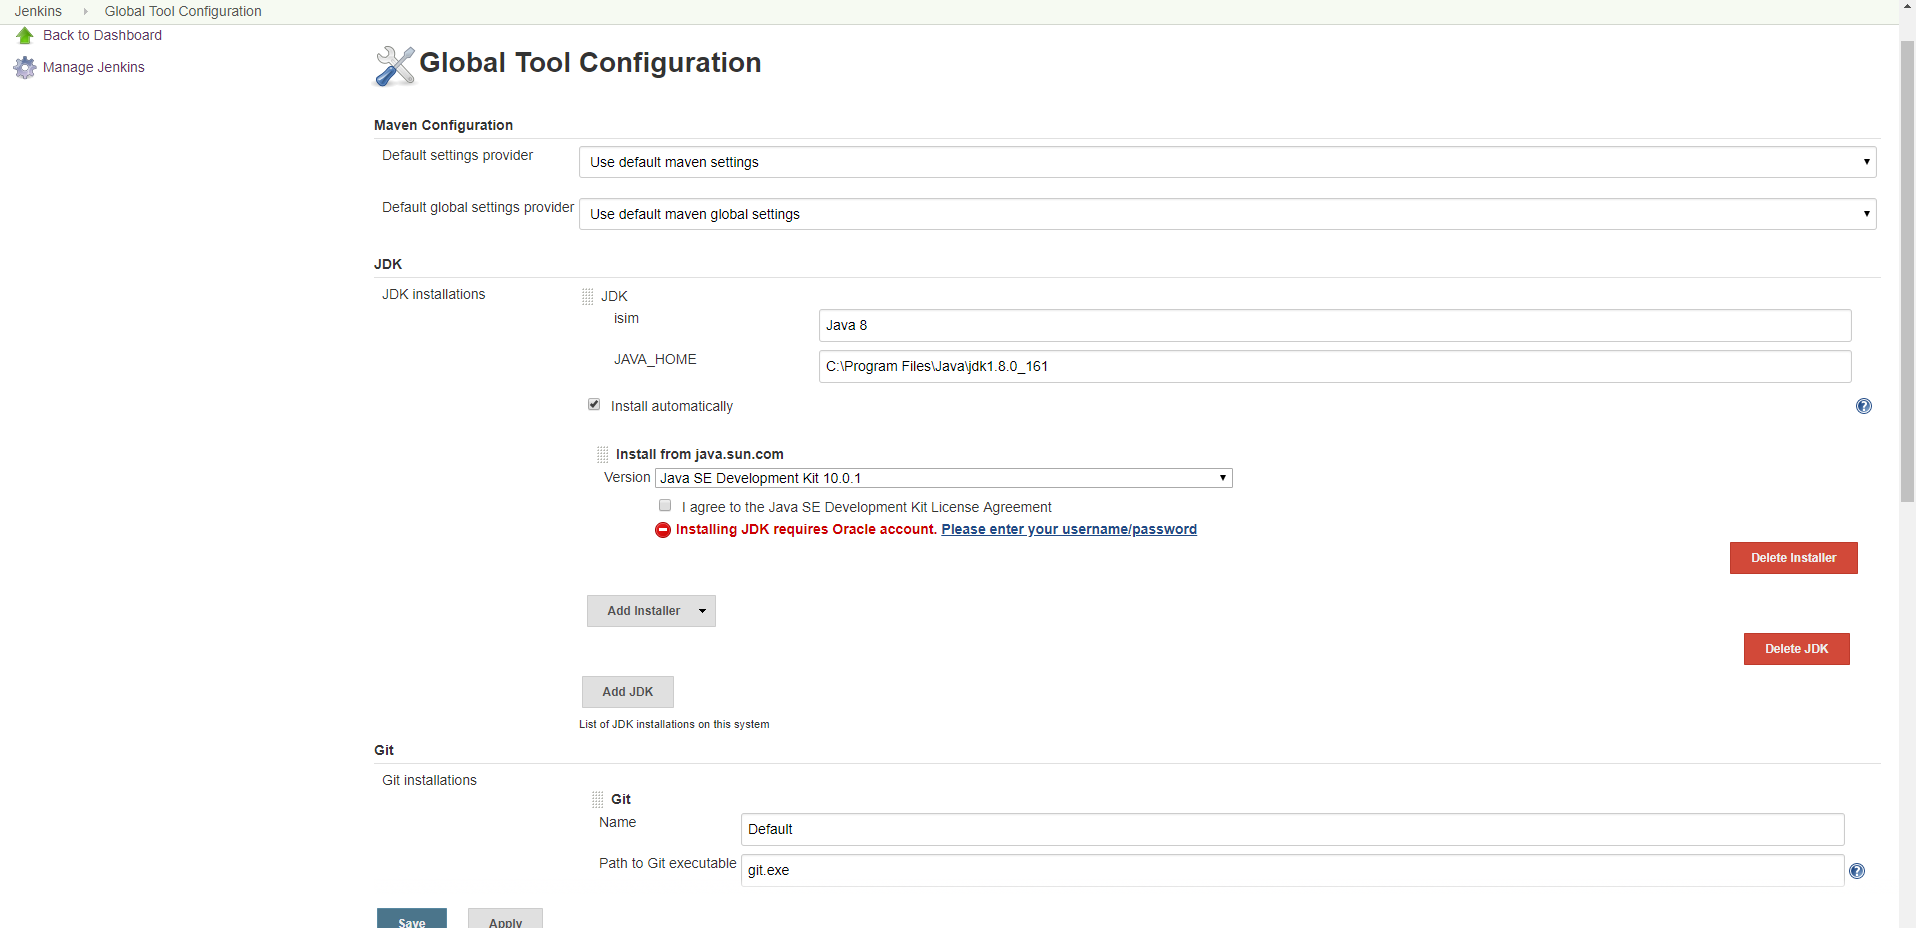 Jenkins Global Tool Configuration
Back to Dashboard
Manage Jenkins
Global Tool Configuration
Maven Configuration
Default settings provider Use default maven settings
Default global settings provider Use default maven global settings
JDK
JDK installations JDK
isim Java 8
JAVA_HOME C:\Program Files\Java\jdk1.8.0_161
Install automatically
Install from java.sun.com
Version Java SE Development Kit 10.0.1
I agree to the Java SE Development Kit License Agreement
Installing JDK requires Oracle account. Please enter your username/password
Delete Installer
Add Installer
Delete JDK
Add JDK
List of JDK installations on this system
Git
Git installations
Git
Name Default
Path to Git executable git.exe
Save Apply